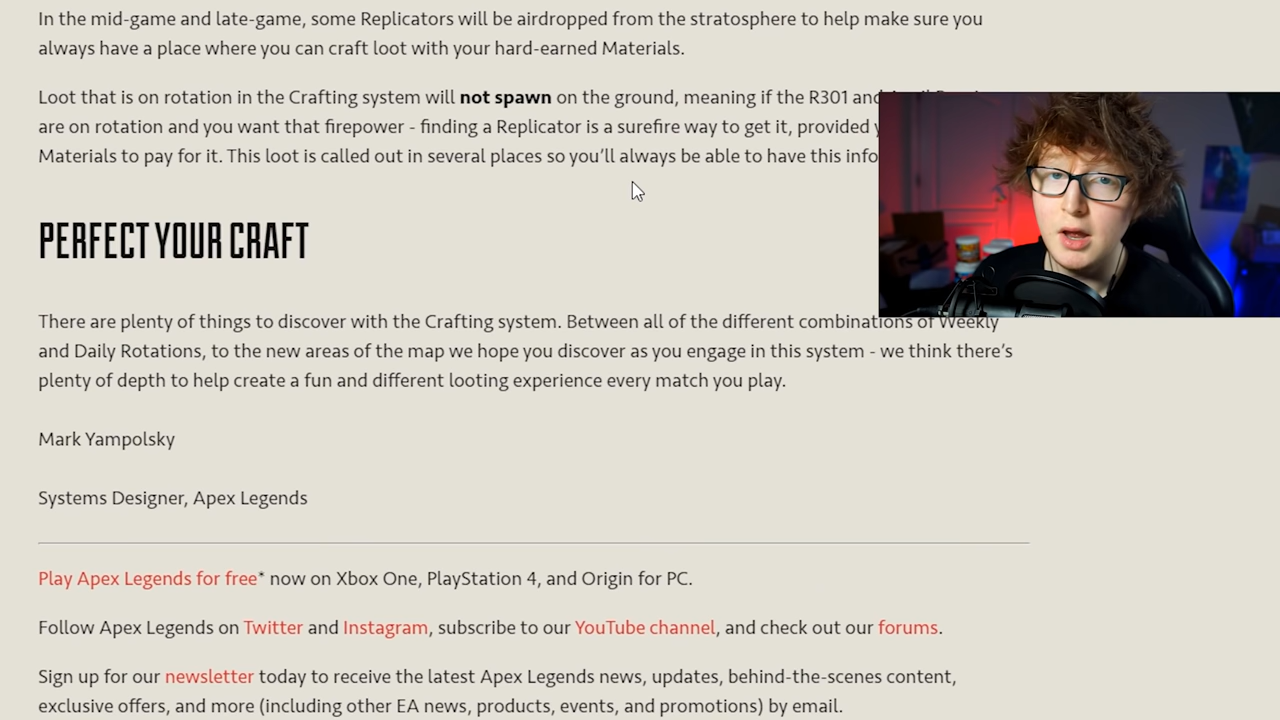 In the mid-game and late-game, some Replicators will be airdropped from the stratosphere to help make sure you
always have a place where you can craft loot with your hard-earned Materials.
Loot that is on rotation in the Crafting system will not spawn on the ground, meaning if the R301 and
are on rotation and you want that firepower - finding a Replicator is a surefire way to get it, provided
Materials to pay for it. This loot is called out in several places so you'll always be able to have this info
PERFECT YOUR CRAFT
There are plenty of things to discover with the Crafting system. Between all of the different combinations of Weekly
and Daily Rotations, to the new areas of the map we hope you discover as you engage in this system - we think there's
plenty of depth to help create a fun and different looting experience every match you play.
Mark Yampolsky
Systems Designer, Apex Legends
Play Apex Legends for free* now on Xbox One, PlayStation 4, and Origin for PC.
Follow Apex Legends on Twitter and Instagram, subscribe to our YouTube channel, and check out our forums.
Sign up for our newsletter today to receive the latest Apex Legends news, updates, behind-the-scenes content,
exclusive offers, and more (including other EA news, products, events, and promotions) by email.